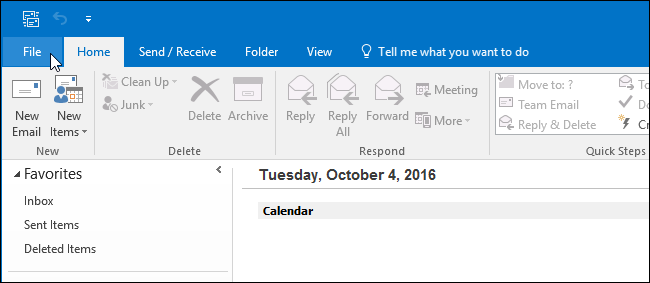 File Home Send / Receive Folder View Tell me what you want to do
New Email
New Items
Clean Up
Junk
Delete
Archive
Reply
Reply All
Forward
Meeting
More
Move to: ?
Team Email
Reply & Delete
To
Do
Cr
New Delete Respond Quick Steps
Favorites
Inbox
Sent Items
Deleted Items
Tuesday, October 4, 2016
Calendar